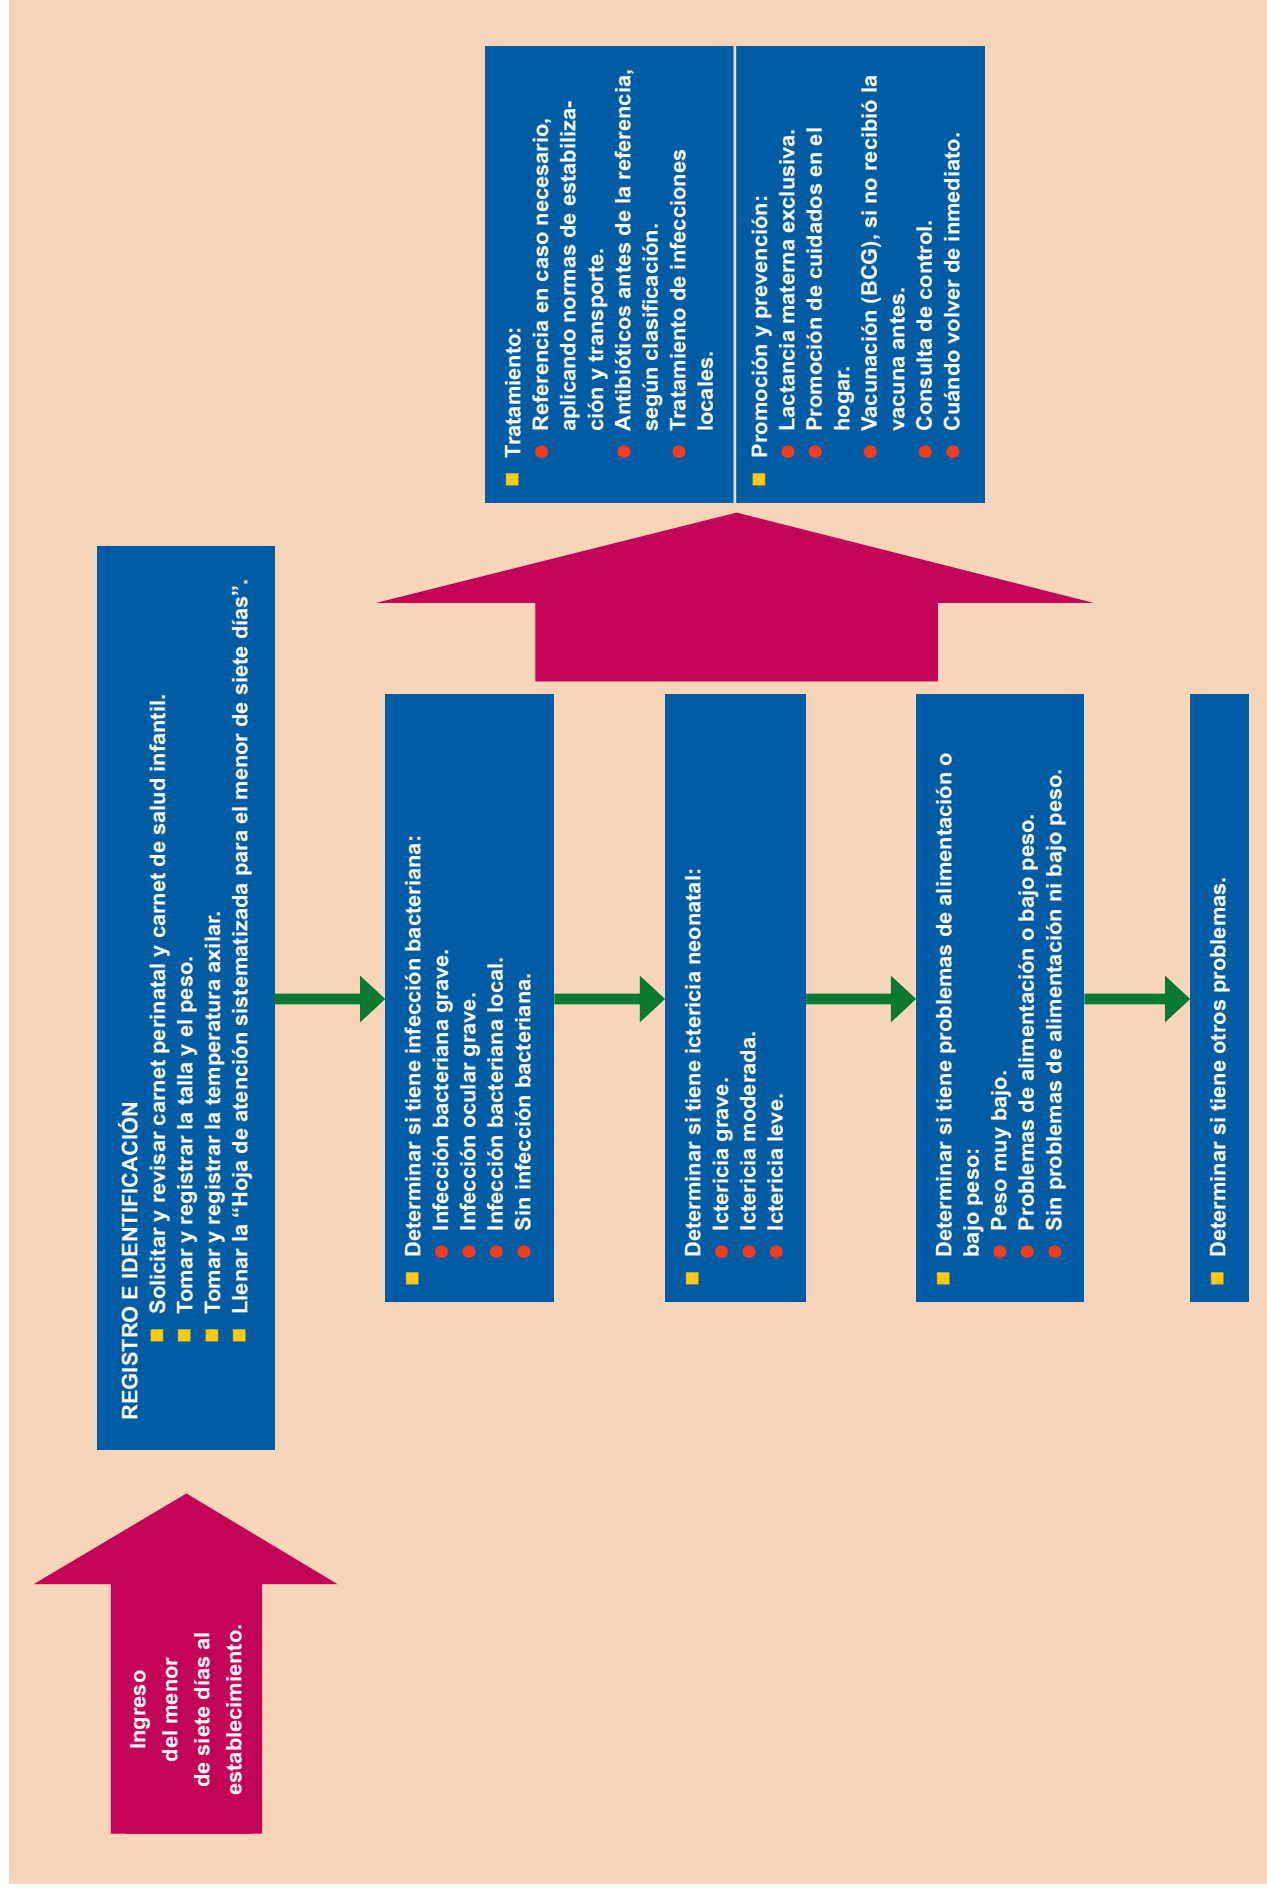 Ingreso
del menor
de siete días al
establecimiento.
REGISTRO E IDENTIFICACIÓN
Solicitar y revisar carnet perinatal y carnet de salud infantil.
Tomar y registrar la talla y el peso.
Tomar y registrar la temperatura axilar.
Llenar la “Hoja de atención sistematizada para el menor de siete días”.
Determinar si tiene infección bacteriana:
Infección bacteriana grave.
Infección ocular grave.
Infección bacteriana local.
Sin infección bacteriana.
Determinar si tiene ictericia neonatal:
Ictericia grave.
Ictericia moderada.
Ictericia leve.
Determinar si tiene problemas de alimentación o
bajo peso:
Peso muy bajo.
Problemas de alimentación o bajo peso.
Sin problemas de alimentación ni bajo peso.
Determinar si tiene otros problemas.
Tratamiento:
Referencia en caso necesario,
aplicando normas de estabiliza-
ción y transporte.
Antibióticos antes de la referencia,
según clasificación.
Tratamiento de infecciones
locales.
Promoción y prevención:
Lactancia materna exclusiva.
Promoción de cuidados en el
hogar.
Vacunación (BCG), si no recibió la
vacuna antes.
Consulta de control.
Cuándo volver de inmediato.